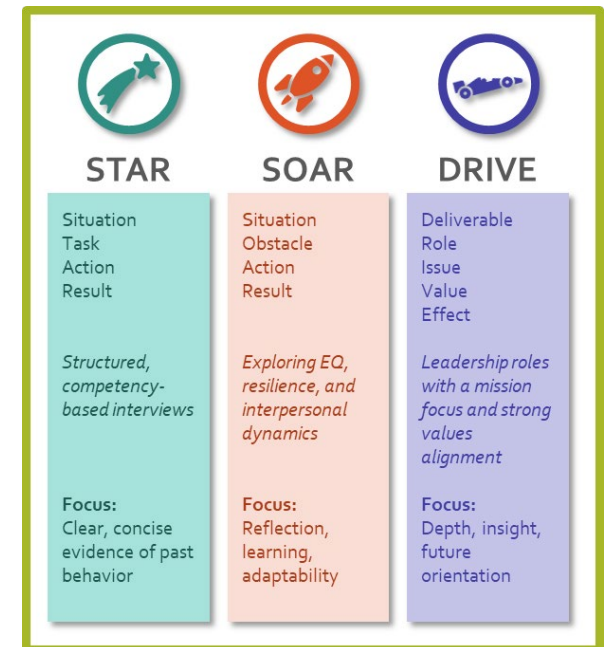 STAR
Situation
Task
Action
Result
Structured,
competency-
based interviews
Focus:
Clear, concise
evidence of past
behavior
SOAR
Situation
Obstacle
Action
Result
Exploring EQ,
resilience, and
interpersonal
dynamics
Focus:
Reflection,
learning,
adaptability
DRIVE
Deliverable
Role
Issue
Value
Effect
Leadership roles
with a mission
focus and strong
values
alignment
Focus:
Depth, insight,
future
orientation